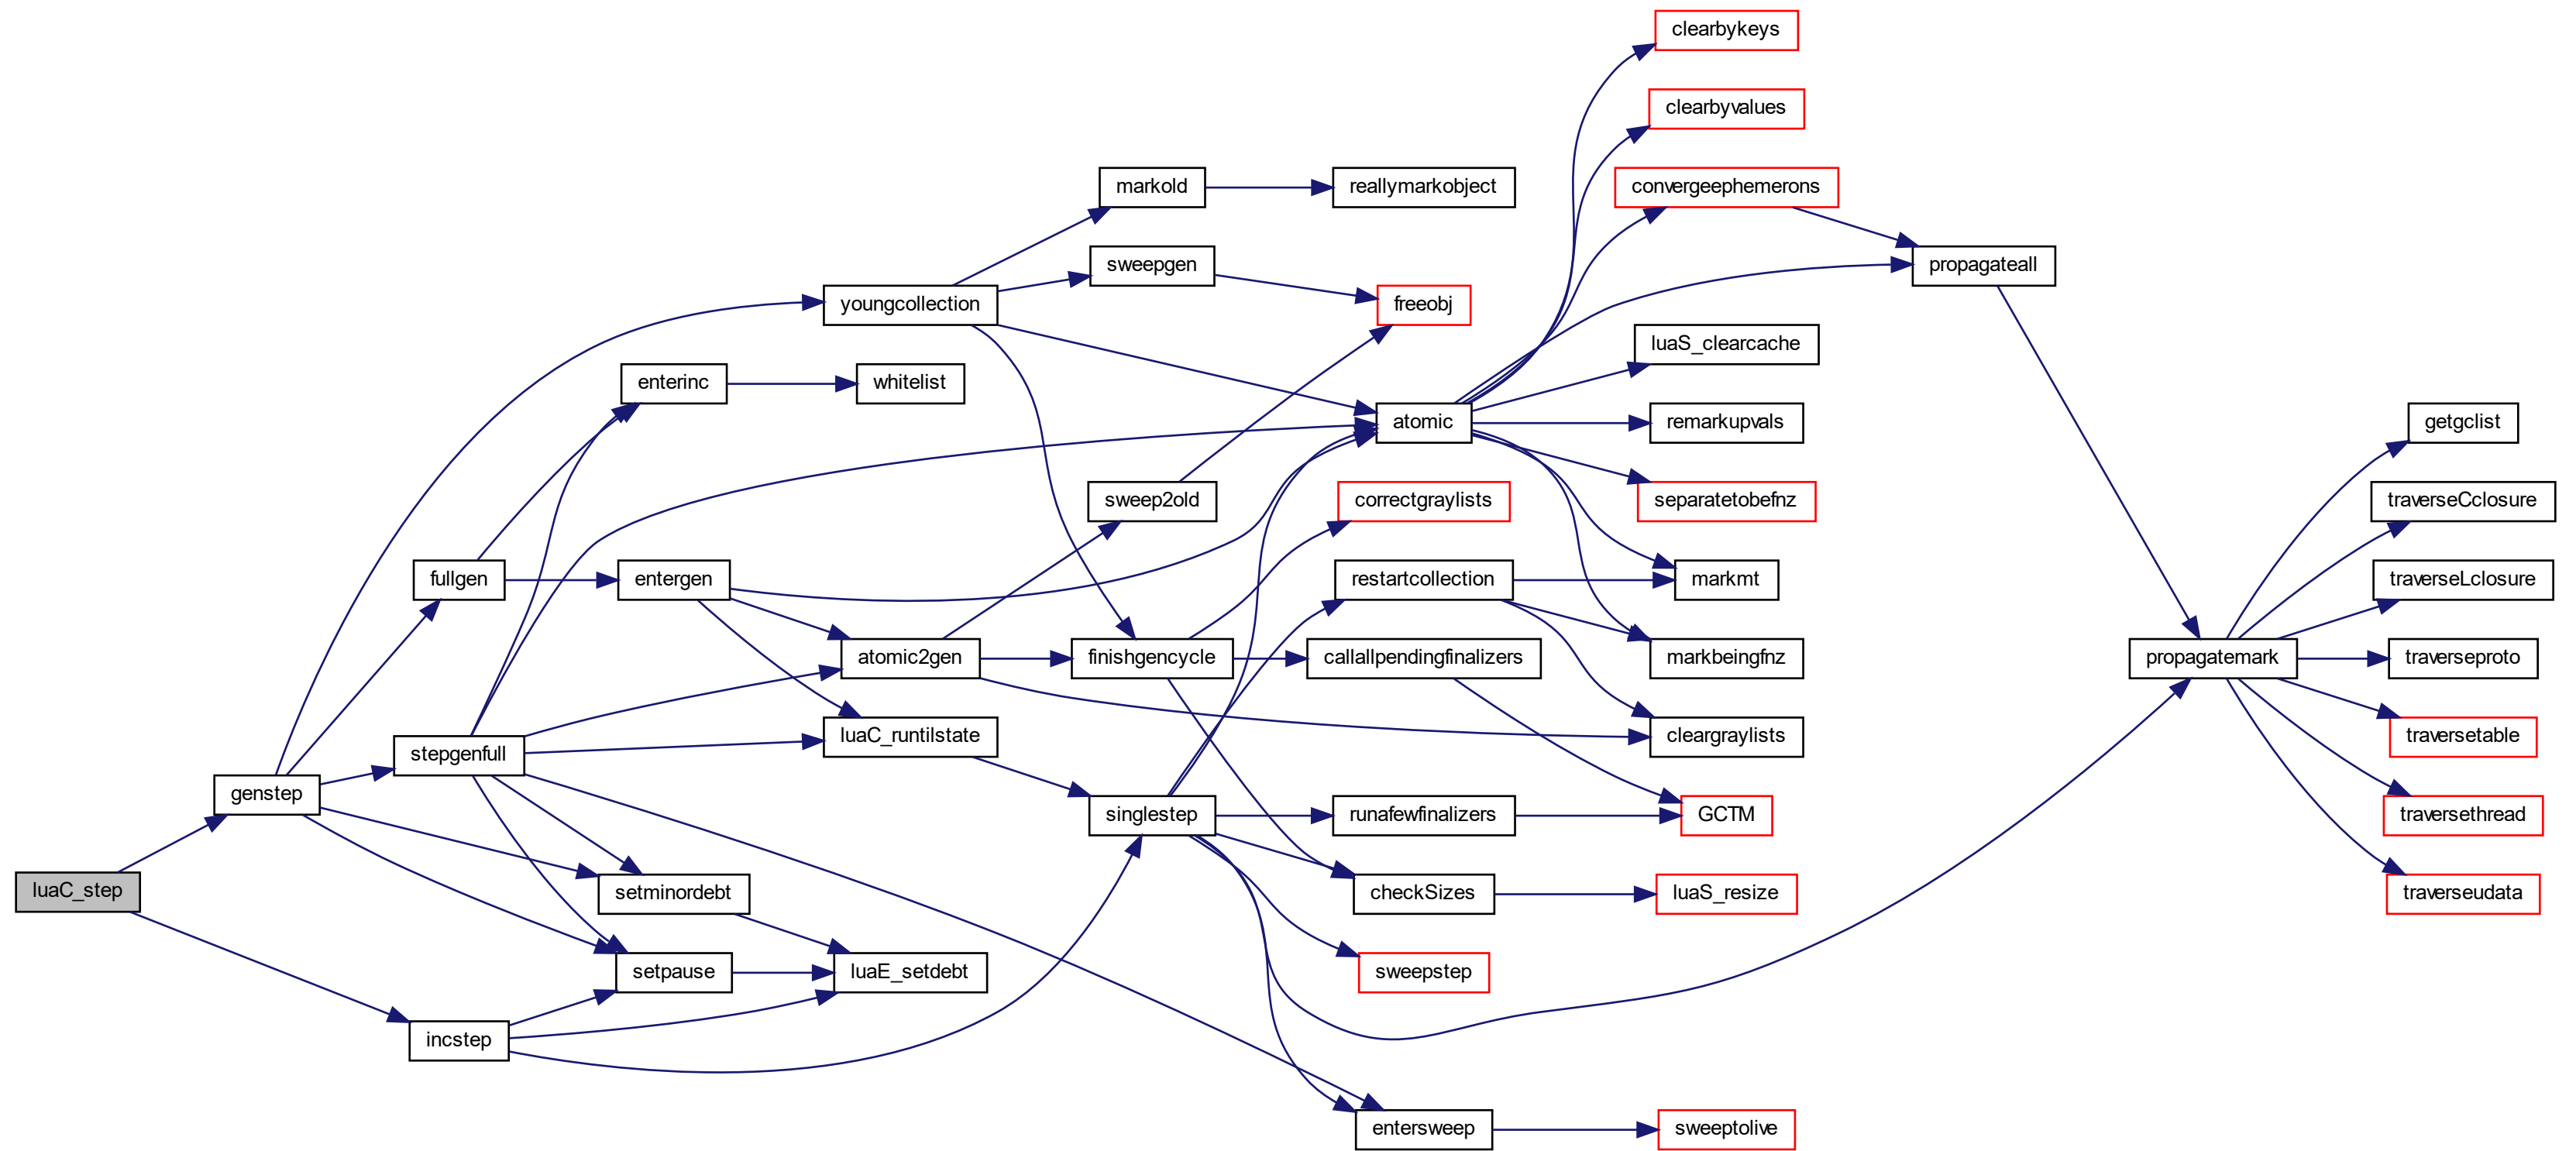 clearbykeys
clearbyvalues
markold
reallymarkobject
convergeephemerons
sweepgen
propagateall
youngcollection
freeobj
luaS_clearcache
enterinc
whitelist
atomic
remarkupvals
getgclist
sweep2old
correctgraylists
separatetobefnz
traverseCclosure
fullgen
entergen
restartcollection
markmt
traverseLclosure
atomic2gen
finishgencycle
callallpendingfinalizers
markbeingfnz
propagatemark
traverseproto
stepgenfull
luaC_runtilstate
cleargraylists
traversetable
genstep
singlestep
runafewfinalizers
GCTM
traversethread
luaC_step
setminordebt
checkSizes
luaS_resize
traverseudata
setpause
luaE_setdebt
sweepstep
incstep
entersweep
sweeptolive